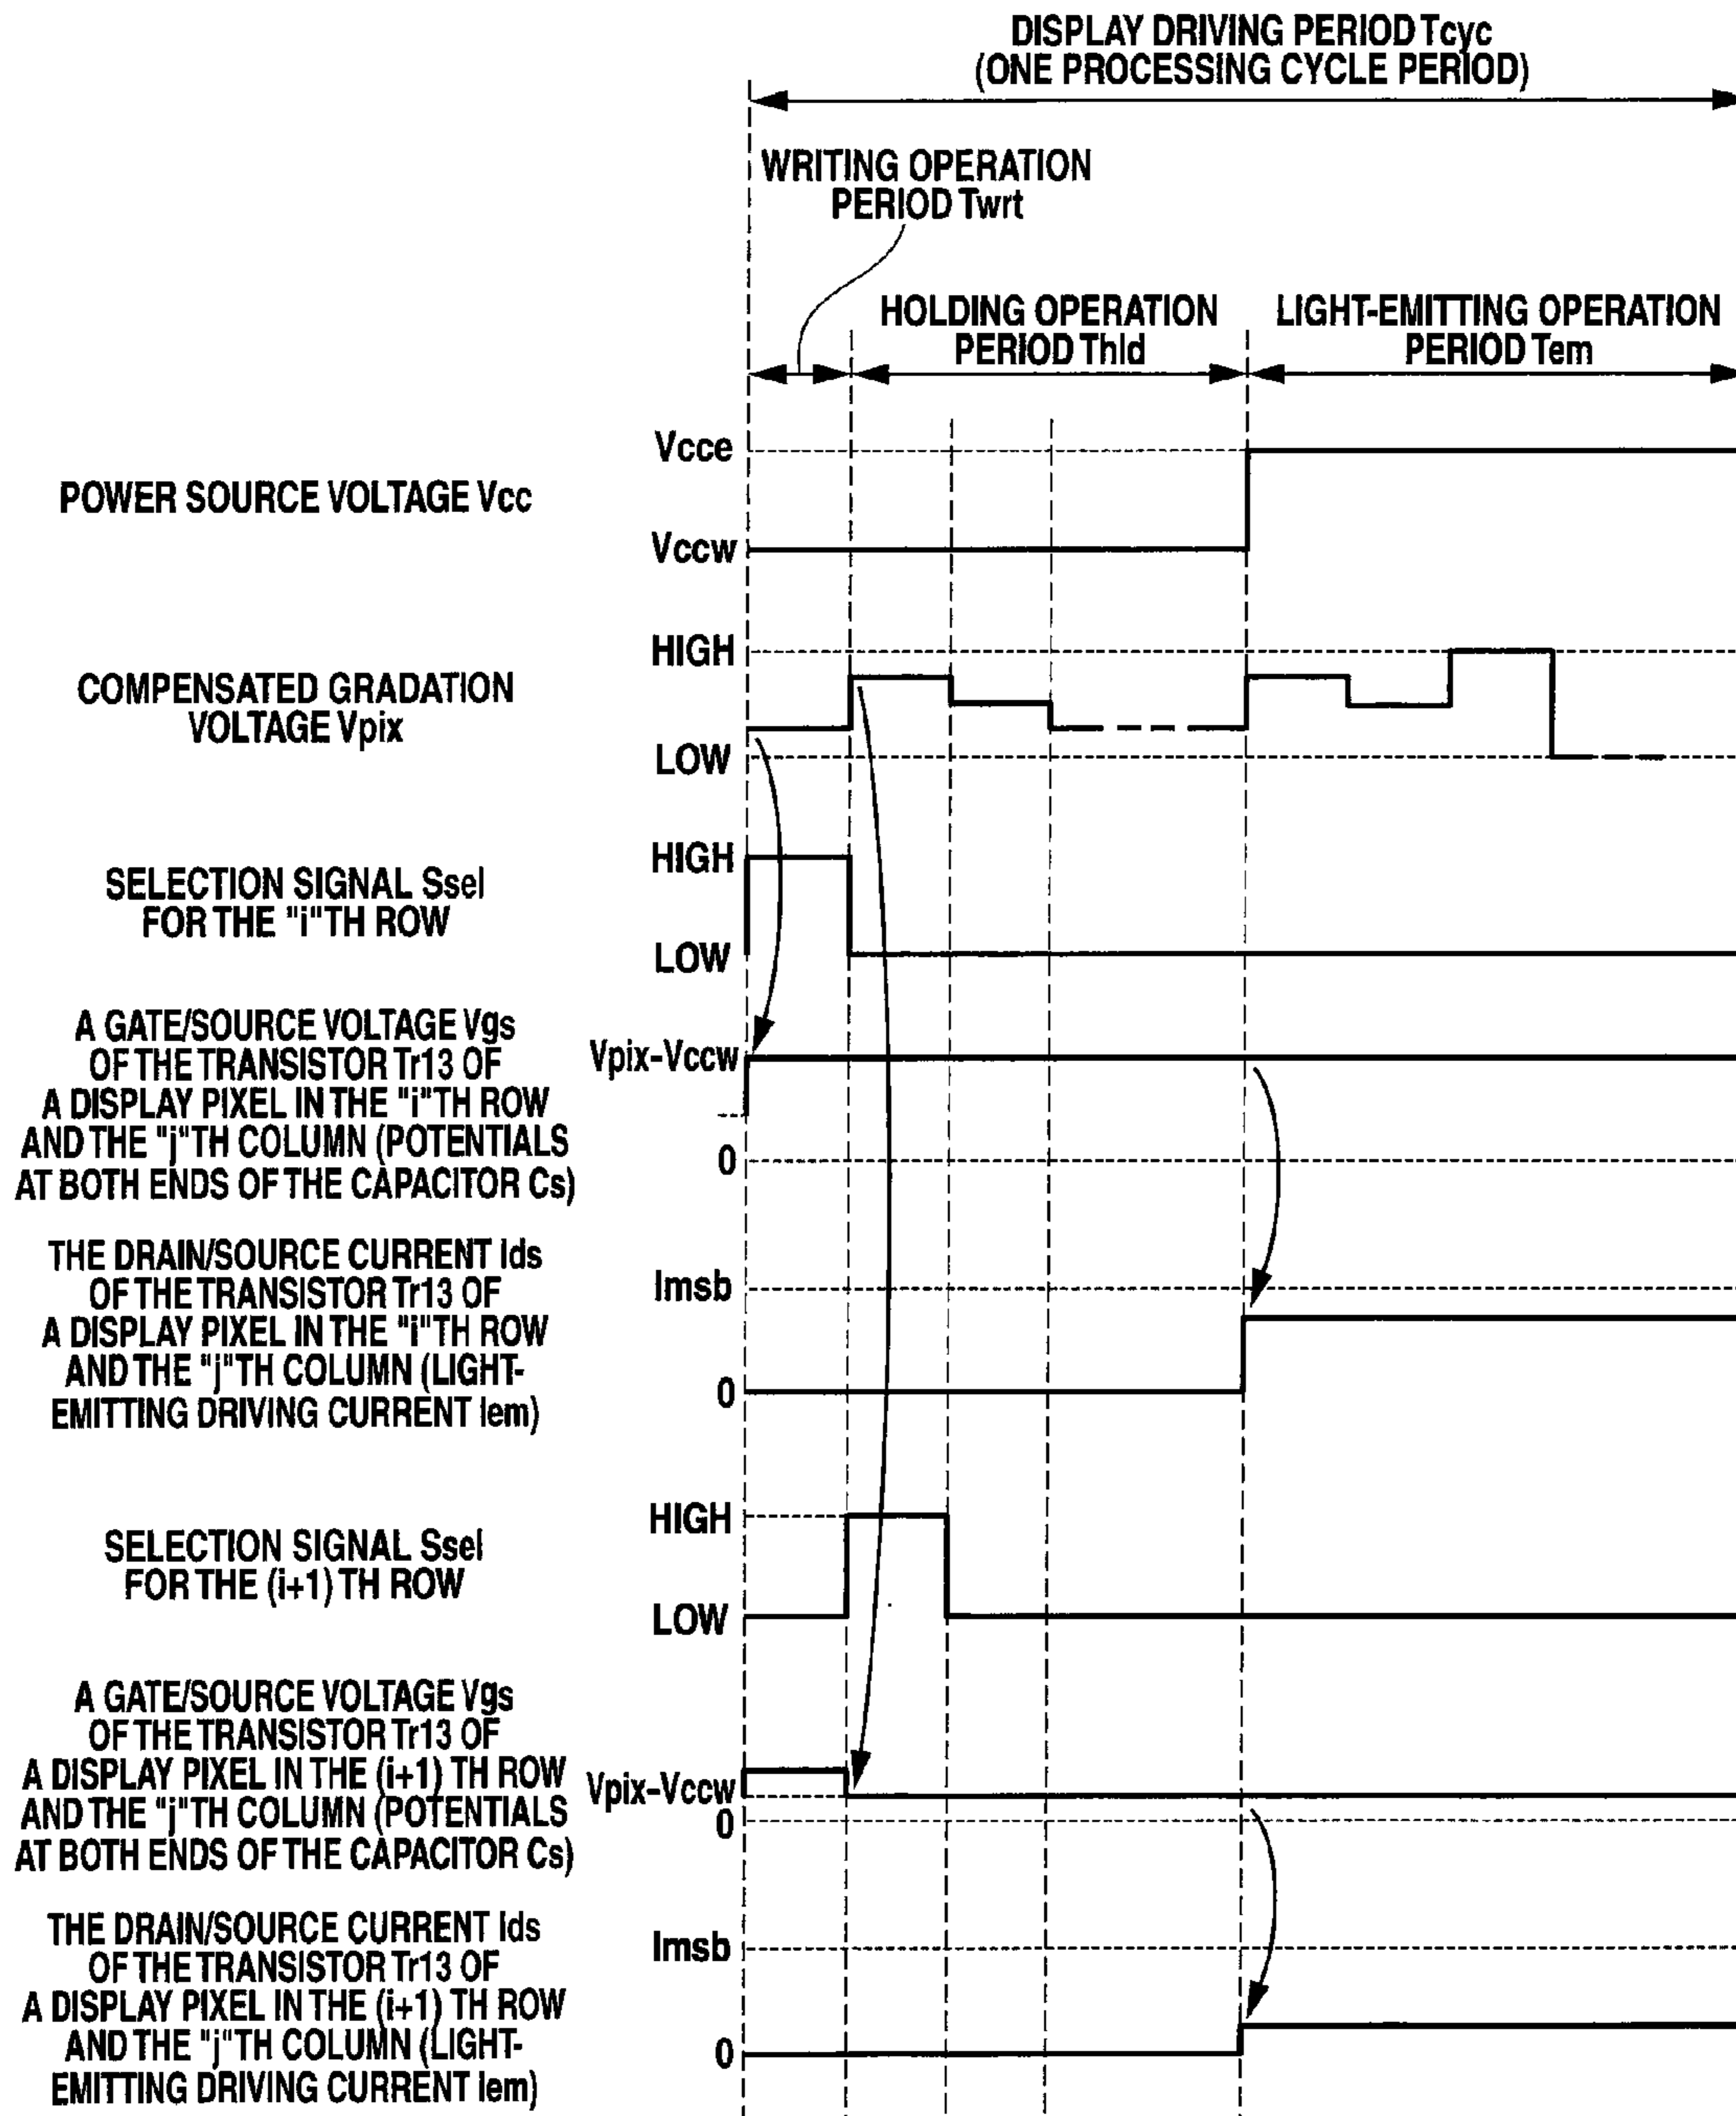 DISPLAY DRIVING PERIOD Tcyc
(ONE PROCESSING CYCLE PERIOD)
WRITING OPERATION
PERIOD Twrt
HOLDING OPERATION
PERIOD Thld
LIGHT-EMITTING OPERATION
PERIOD Tem
POWER SOURCE VOLTAGE Vcc
Vcce
Vccw
COMPENSATED GRADATION
VOLTAGE Vpix
HIGH
LOW
SELECTION SIGNAL Ssel
FOR THE "i"TH ROW
HIGH
LOW
A GATE/SOURCE VOLTAGE Vgs
OF THE TRANSISTOR Tr13 OF
A DISPLAY PIXEL IN THE "i"TH ROW
AND THE "j"TH COLUMN (POTENTIALS
AT BOTH ENDS OF THE CAPACITOR Cs)
Vpix-Vccw
0
THE DRAIN/SOURCE CURRENT Ids
OF THE TRANSISTOR Tr13 OF
A DISPLAY PIXEL IN THE "i"TH ROW
AND THE "j"TH COLUMN (LIGHT-
EMITTING DRIVING CURRENT Iem)
Imsb
0
SELECTION SIGNAL Ssel
FOR THE (i+1) TH ROW
HIGH
LOW
A GATE/SOURCE VOLTAGE Vgs
OF THE TRANSISTOR Tr13 OF
A DISPLAY PIXEL IN THE (i+1) TH ROW
AND THE "j"TH COLUMN (POTENTIALS
AT BOTH ENDS OF THE CAPACITOR Cs)
Vpix-Vccw
0
THE DRAIN/SOURCE CURRENT Ids
OF THE TRANSISTOR Tr13 OF
A DISPLAY PIXEL IN THE (i+1) TH ROW
AND THE "j"TH COLUMN (LIGHT-
EMITTING DRIVING CURRENT Iem)
Imsb
0